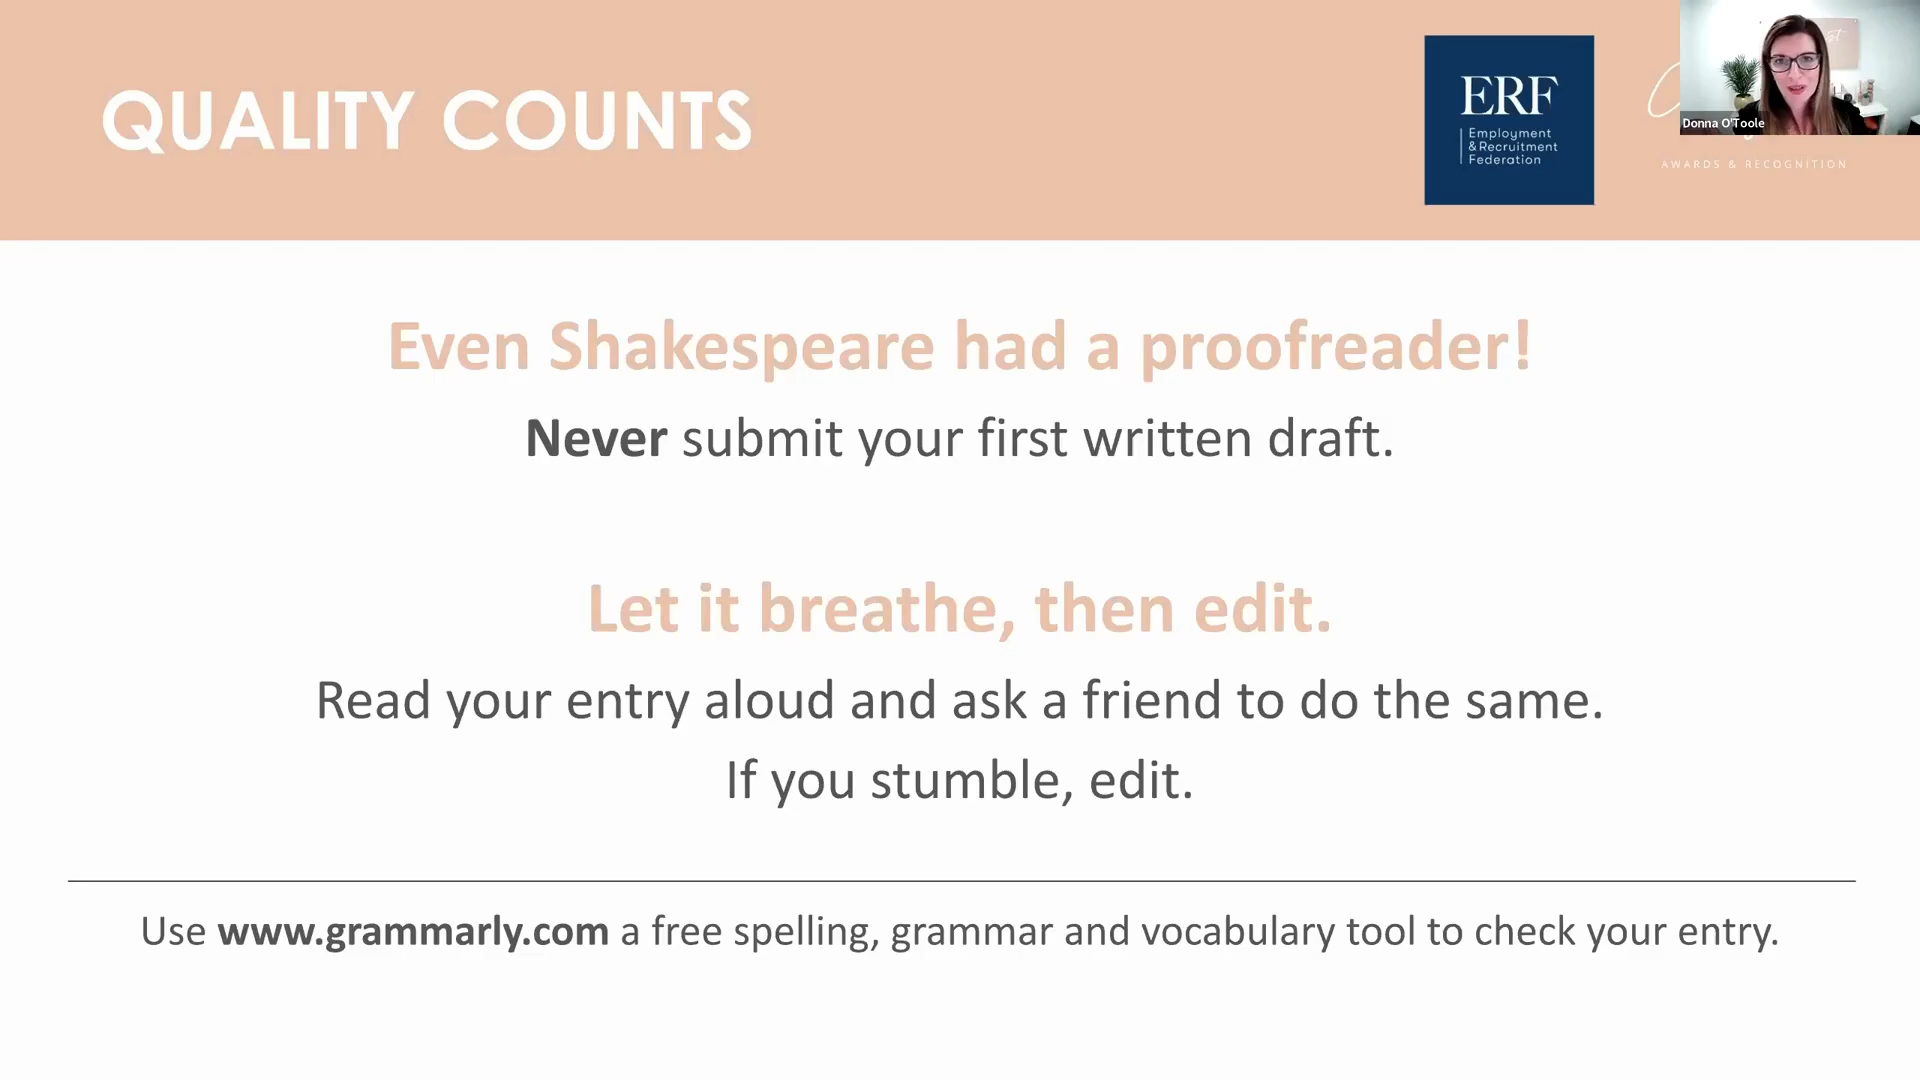 QUALITY COUNTS
ERF
Employment
& Recruitment
Federation
Donna O'Toole
AWARDS & RECOGNITION
Even Shakespeare had a proofreader!
Never submit your first written draft.
Let it breathe, then edit.
Read your entry aloud and ask a friend to do the same.
If you stumble, edit.
Use www.grammarly.com a free spelling, grammar and vocabulary tool to check your entry.